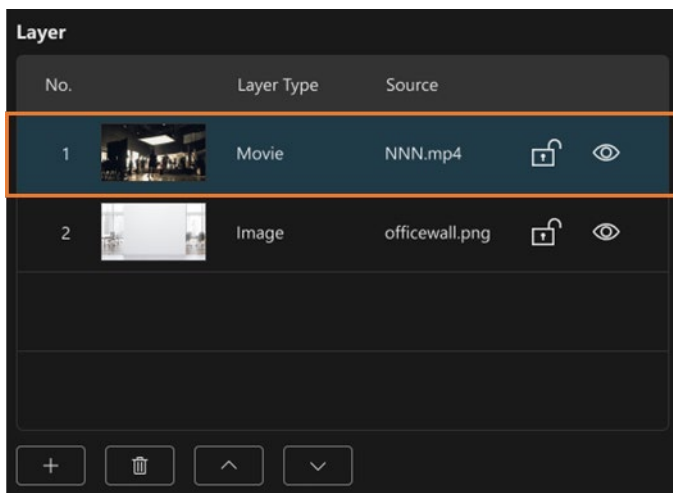 Layer
No. Layer Type Source
1 Movie NNN.mp4
2 Image officewall.png